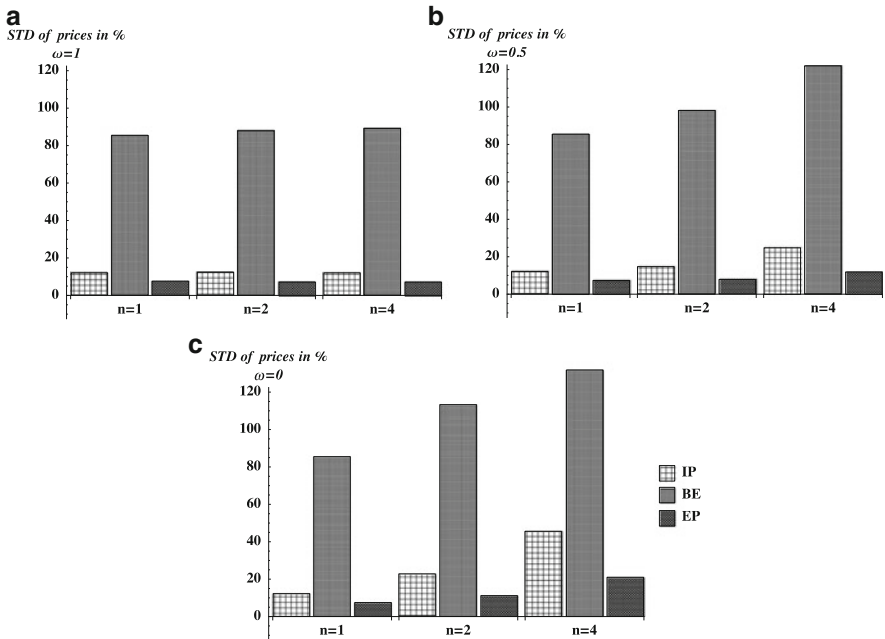 a
STD of prices in %
ω=1
120
100
80
60
40
20
0
n=1 n=2 n=4
b
STD of prices in %
ω=0.5
120
100
80
60
40
20
0
n=1 n=2 n=4
c
STD of prices in %
ω=0
120
100
80
60
40
20
0
n=1 n=2 n=4
IP
BE
EP